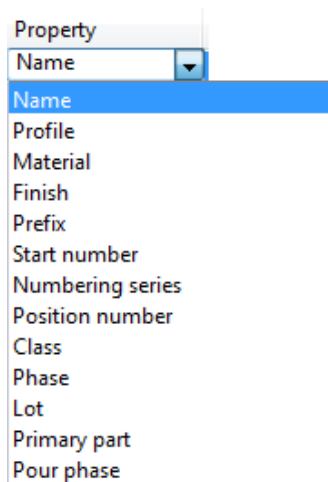 Property
Name
Name
Profile
Material
Finish
Prefix
Start number
Numbering series
Position number
Class
Phase
Lot
Primary part
Pour phase